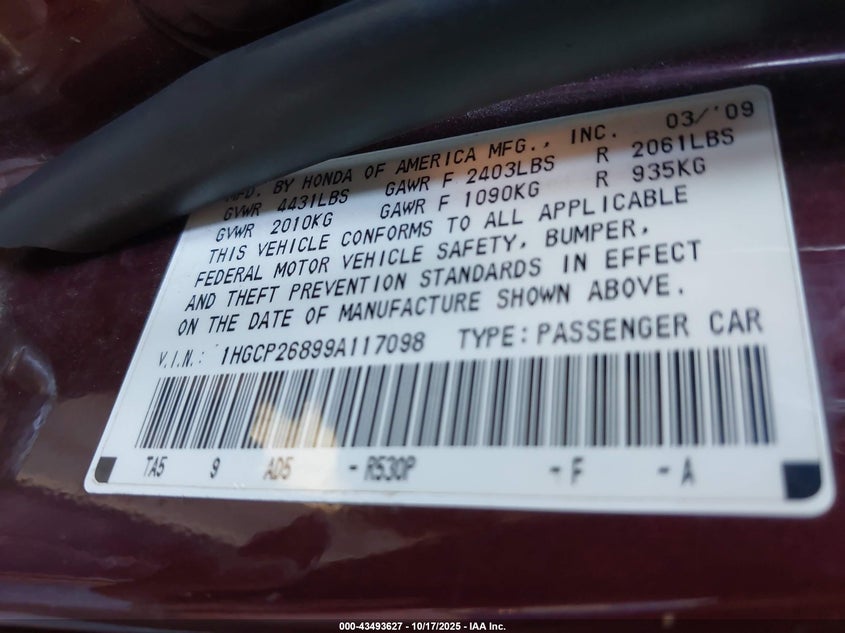 MFD. BY HONDA OF AMERICA MFG., INC. 03/'09
GVWR 4431LBS GAWR F 2403LBS R 2061LBS
GVWR 2010KG GAWR F 1090KG R 935KG
THIS VEHICLE CONFORMS TO ALL APPLICABLE
FEDERAL MOTOR VEHICLE SAFETY, BUMPER,
AND THEFT PREVENTION STANDARDS IN EFFECT
ON THE DATE OF MANUFACTURE SHOWN ABOVE.
V.I.N.: 1HGCP26899A117098 TYPE: PASSENGER CAR
TA5 9 AD5 - R530P - F - A
000-43493627 - 10/17/2025 - IAA Inc.